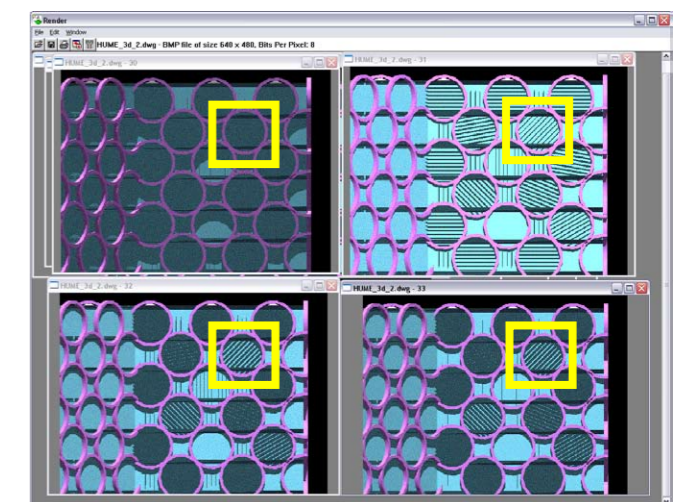 Render
File Edit Window
HUME_3d_2.dwg - BMP file of size 640 x 480, Bits Per Pixel: 8
HUME_3d_2.dwg - 30
HUME_3d_2.dwg - 31
HUME_3d_2.dwg - 32
HUME_3d_2.dwg - 33